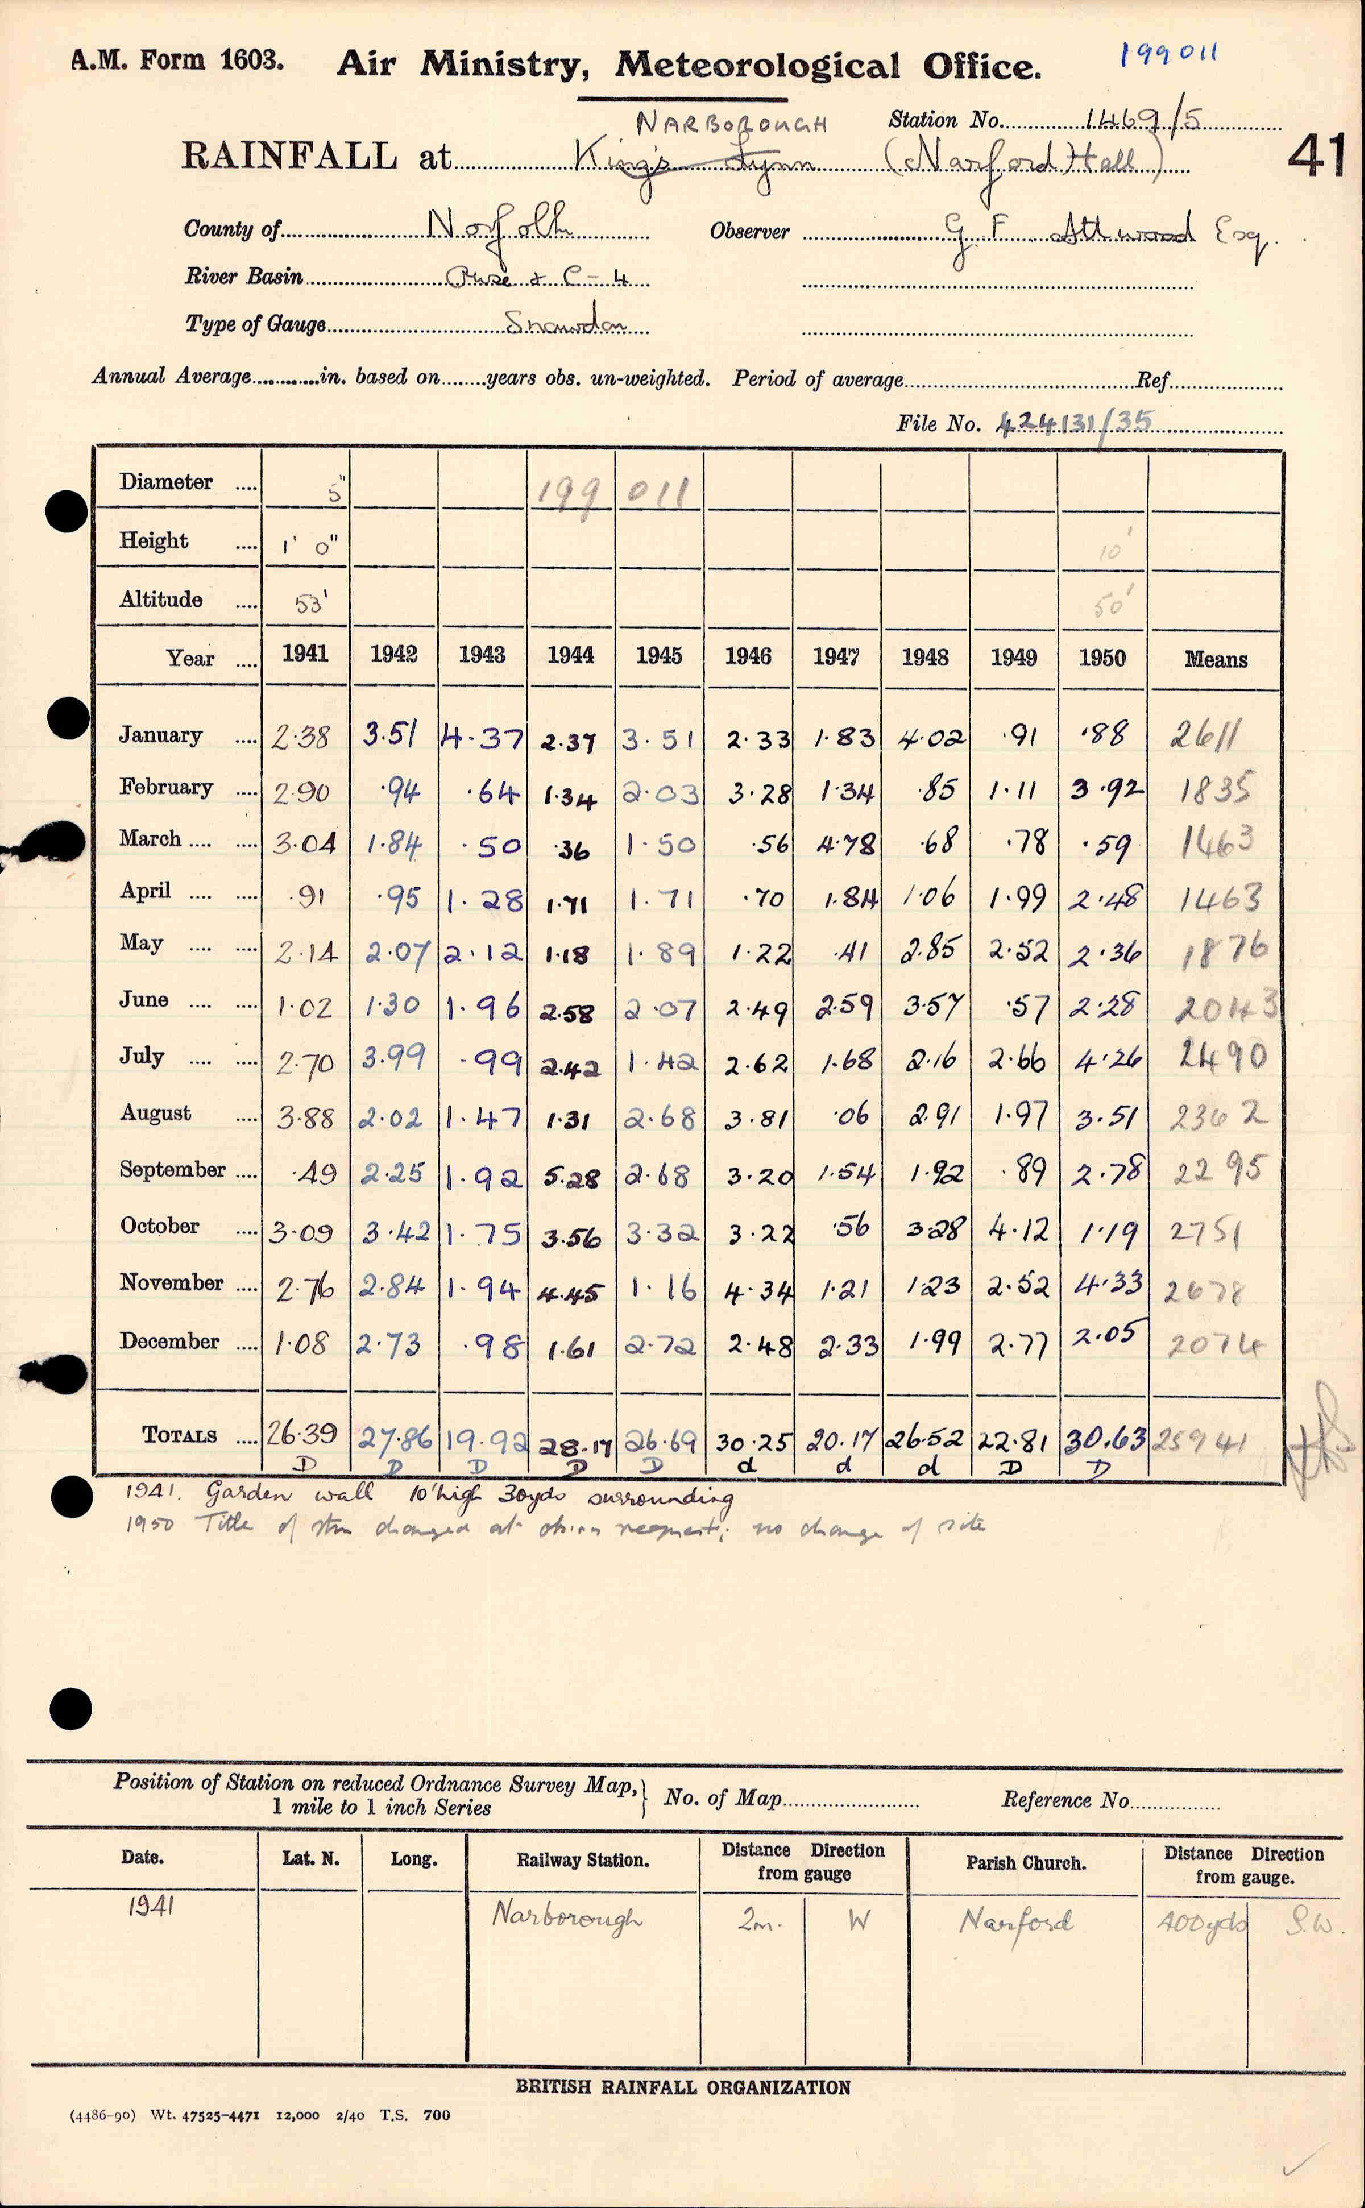 199011
A.M. Form 1603. Air Ministry, Meteorological Office.
NARBOROUGH Station No. 1469/5
RAINFALL at King's Lynn (Narford Hall) 41
County of Norfolk Observer G F Attwood Esq.
River Basin Ouse & C-4
Type of Gauge Snowdon
Annual Average in. based on years obs. un-weighted. Period of average Ref
File No. 424131/35
Diameter 5" 199 011
Height 1' 0" 10'
Altitude 53' 50'
Year 1941 1942 1943 1944 1945 1946 1947 1948 1949 1950 Means
January 2.38 3.51 4.37 2.37 3.51 2.33 1.83 4.02 .91 .88 2611
February 2.90 .94 .64 1.34 2.03 3.28 1.34 .85 1.11 3.92 1835
March 3.04 1.84 .50 .36 1.50 .56 4.78 .68 .78 .59 1463
April .91 .95 1.28 1.71 1.71 .70 1.84 1.06 1.99 2.48 1463
May 2.14 2.07 2.12 1.18 1.89 1.22 .41 2.85 2.52 2.36 1876
June 1.02 1.30 1.96 2.58 2.07 2.49 2.59 3.57 .57 2.28 2043
July 2.70 3.99 .99 2.42 1.42 2.62 1.68 2.16 2.66 4.26 2490
August 3.88 2.02 1.47 1.31 2.68 3.81 .06 2.91 1.97 3.51 2362
September .49 2.25 1.92 5.28 2.68 3.20 1.54 1.92 .89 2.78 2295
October 3.09 3.42 1.75 3.56 3.32 3.22 .56 3.28 4.12 1.19 2751
November 2.76 2.84 1.94 4.45 1.16 4.34 1.21 1.23 2.52 4.33 2678
December 1.08 2.73 .98 1.61 2.72 2.48 2.33 1.99 2.77 2.05 2074
TOTALS 26.39 27.86 19.92 28.17 26.69 30.25 20.17 26.52 22.81 30.63 25941
D D D D D d d d D D
1941. Garden wall 10' high 30yds surrounding
1950 Title of stn changed at obsrs request; no change of site
Position of Station on reduced Ordnance Survey Map, 1 mile to 1 inch Series } No. of Map Reference No.
Date. Lat. N. Long. Railway Station. Distance Direction from gauge Parish Church. Distance Direction from gauge.
1941 Narborough 2m. W Narford 400yds S.W.
BRITISH RAINFALL ORGANIZATION
(4486-90) Wt. 47525-4471 12,000 2/40 T.S. 700